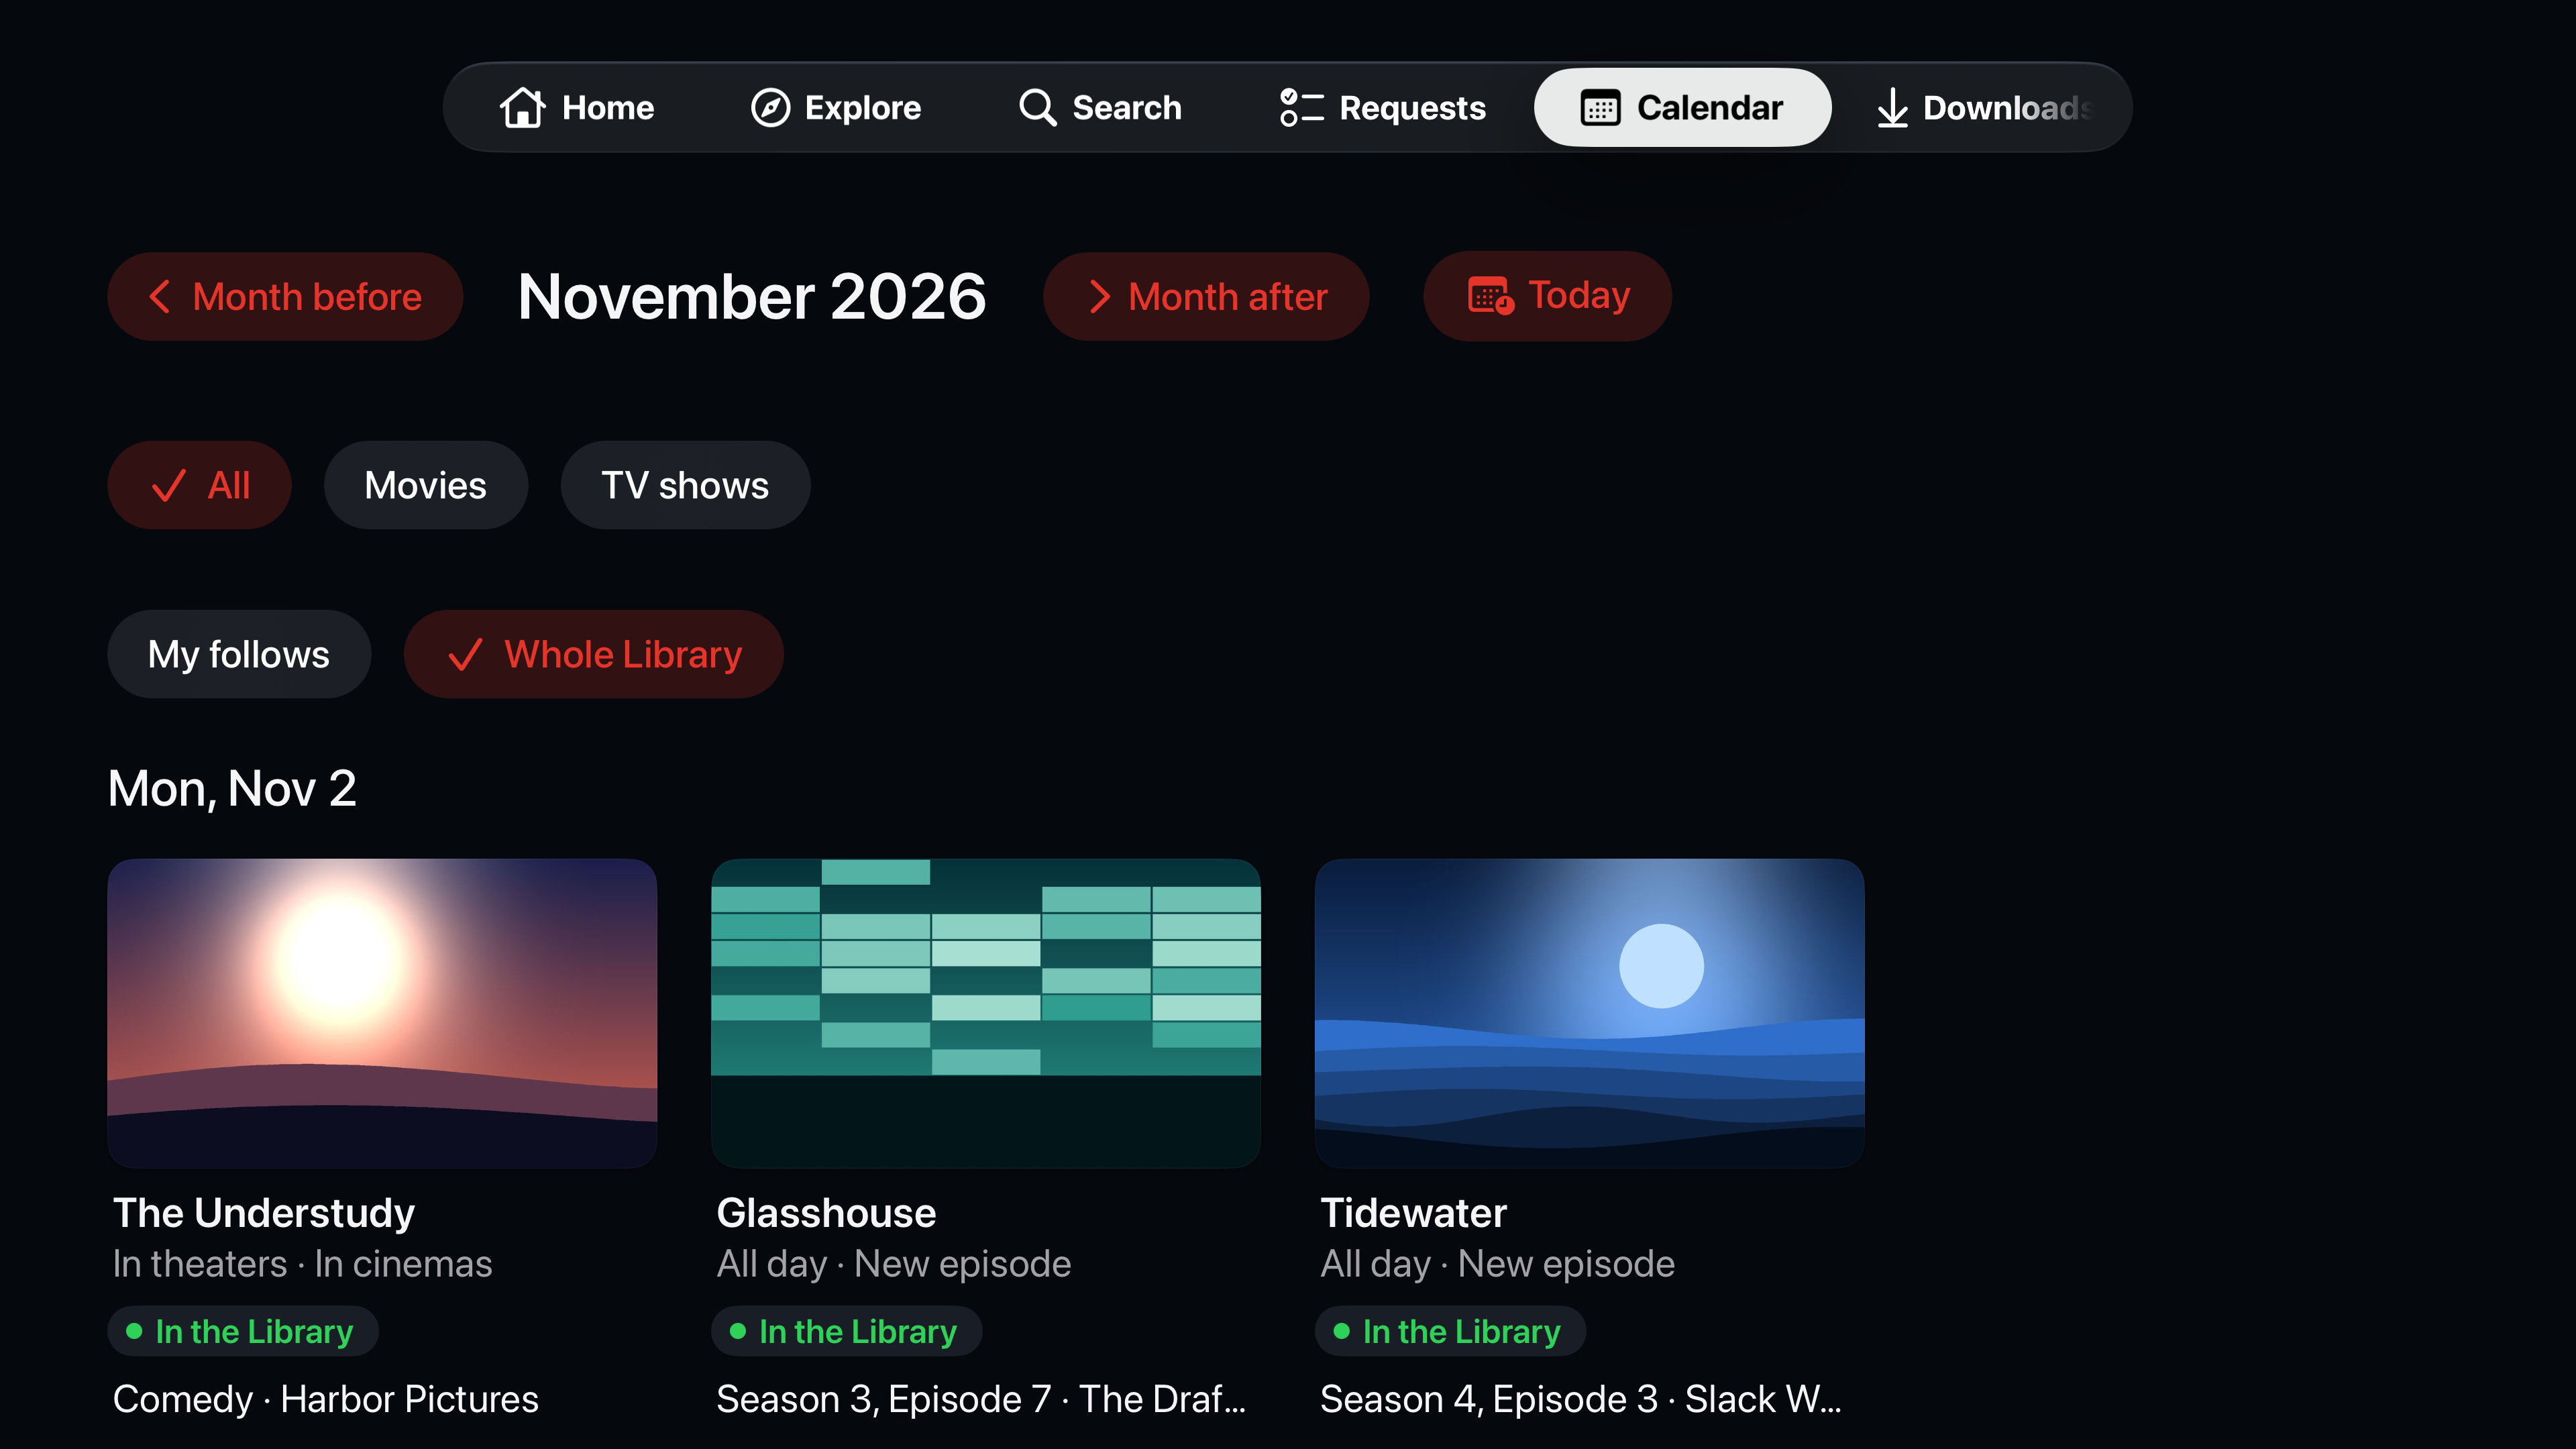 Home
Explore
Search
Requests
Calendar
Downloads
Month before
November 2026
Month after
Today
All
Movies
TV shows
My follows
Whole Library
Mon, Nov 2
The Understudy
In theaters · In cinemas
In the Library
Comedy · Harbor Pictures
Glasshouse
All day · New episode
In the Library
Season 3, Episode 7 · The Draf...
Tidewater
All day · New episode
In the Library
Season 4, Episode 3 · Slack W...